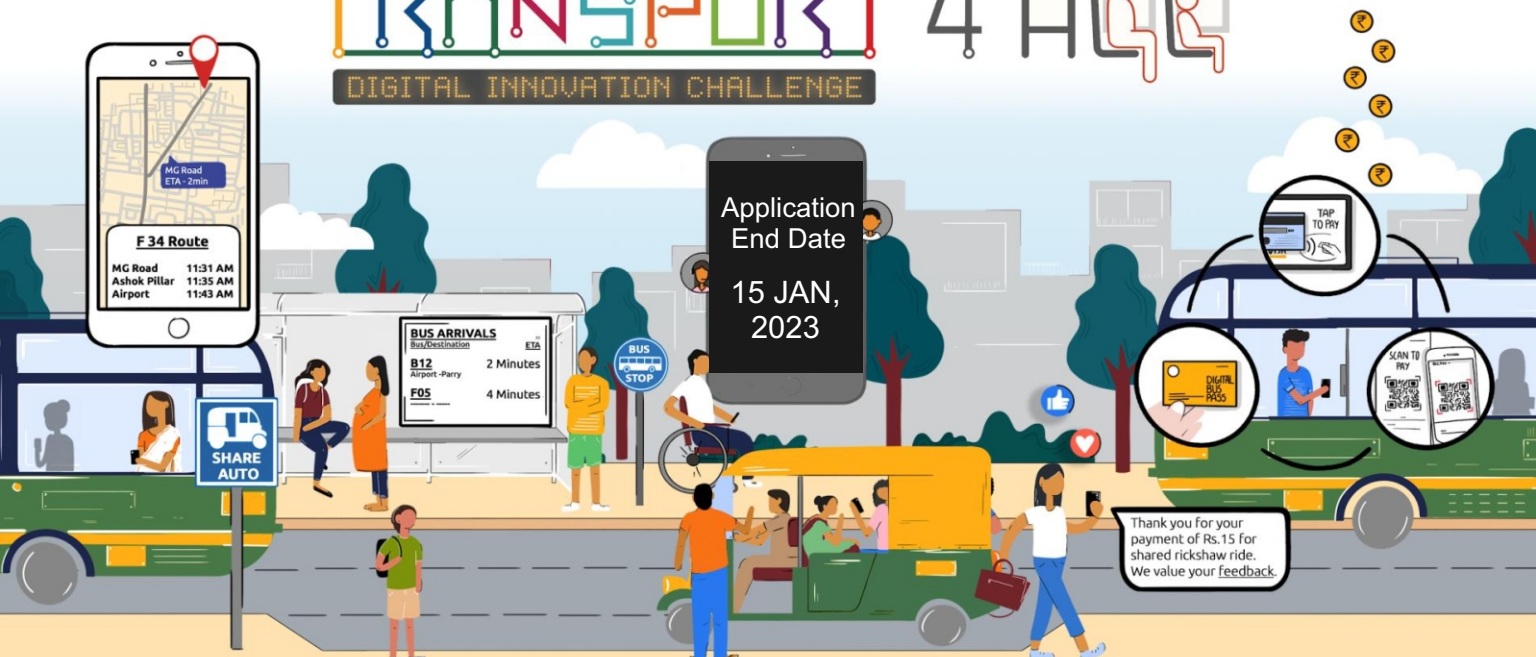 TRANSPORT 4 ALL
DIGITAL INNOVATION CHALLENGE
MG Road
ETA - 2min
F 34 Route
MG Road 11:31 AM
Ashok Pillar 11:35 AM
Airport 11:43 AM
Application
End Date
15 JAN,
2023
TAP
TO PAY
BUS ARRIVALS
Bus/Destination ETA
B12 2 Minutes
Airport -Parry
F05 4 Minutes
BUS
STOP
SHARE
AUTO
DIGITAL
BUS
PASS
SCAN TO
PAY
Thank you for your
payment of Rs.15 for
shared rickshaw ride.
We value your feedback.